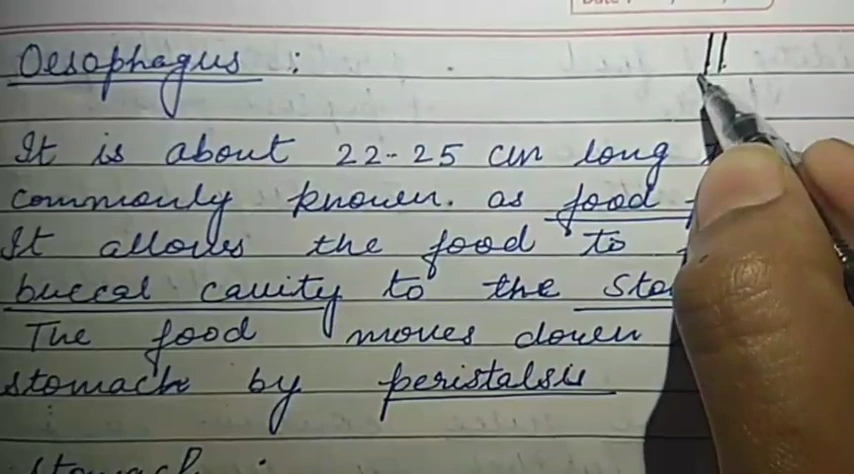 Oesophagus :
It is about 22-25 cm long
commonly known. as food
It allows the food to
buccal cavity to the
The food moves down
stomach by peristalsis
Stomach :